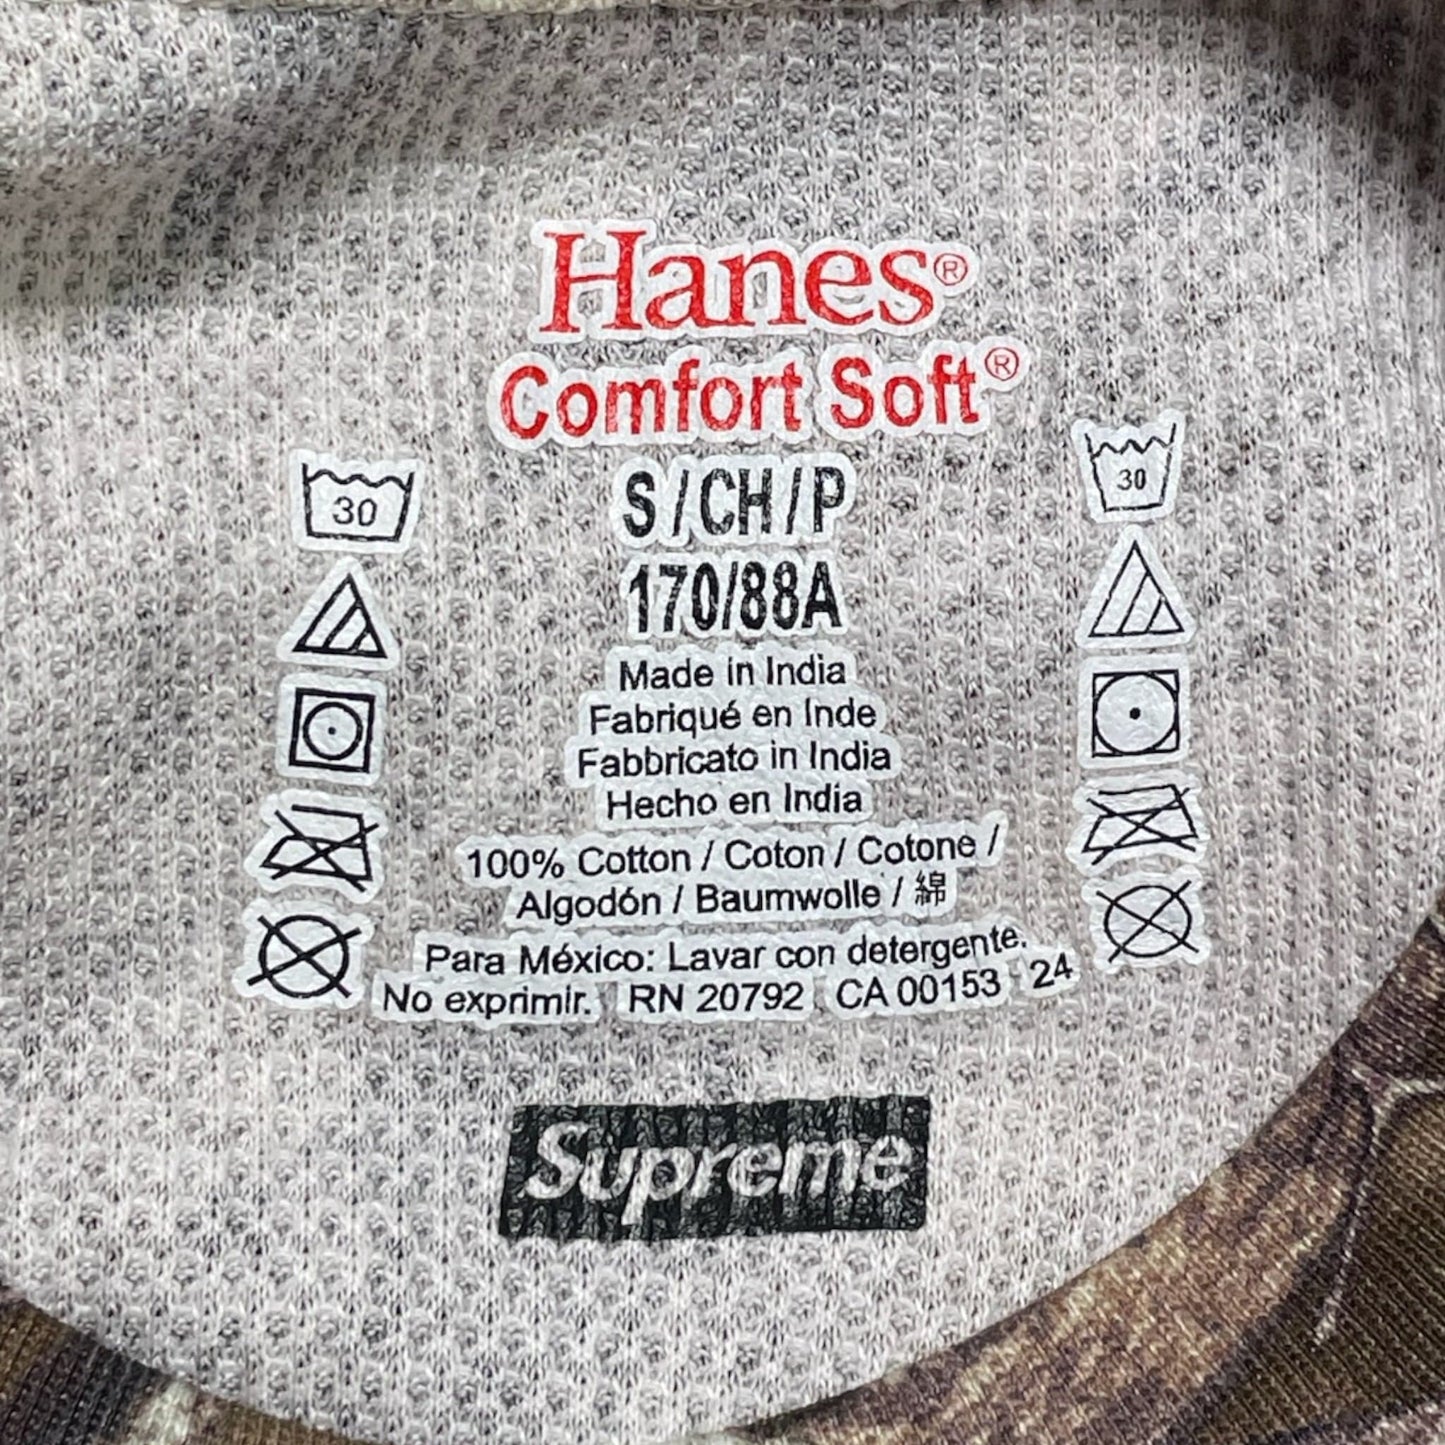 Hanes®
Comfort Soft®
S/CH/P
30
30
170/88A
Made in India
Fabriqué en Inde
Fabbricato in India
Hecho en India
100% Cotton / Coton / Cotone /
Algodón / Baumwolle / 綿
Para México: Lavar con detergente.
No exprimir. RN 20792 CA 00153 24
Supreme